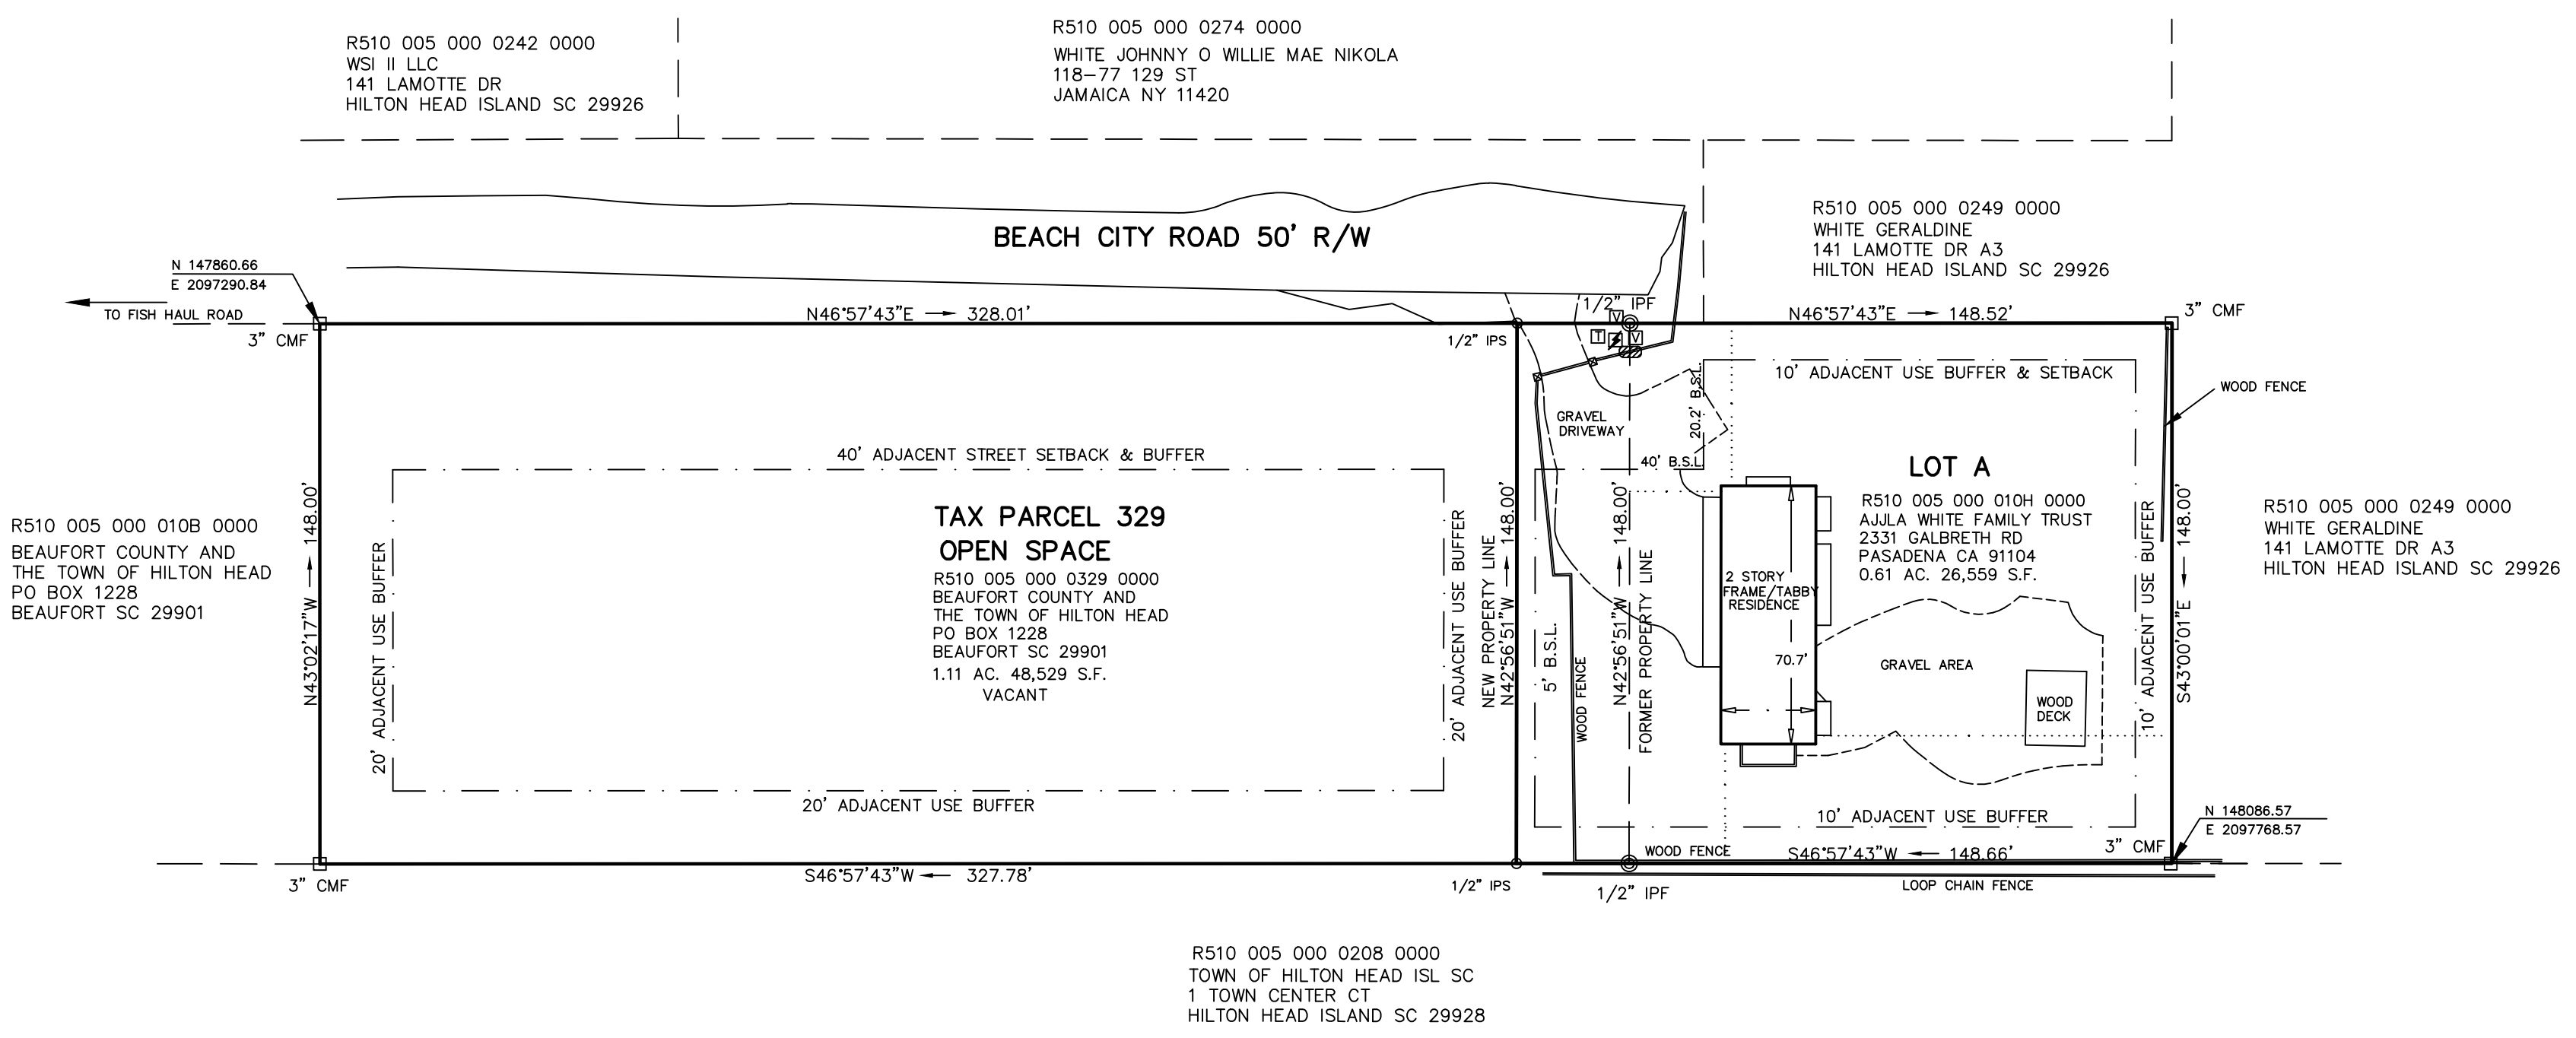 R510 005 000 0242 0000
WSI II LLC
141 LAMOTTE DR
HILTON HEAD ISLAND SC 29926
R510 005 000 0274 0000
WHITE JOHNNY O WILLIE MAE NIKOLA
118-77 129 ST
JAMAICA NY 11420
BEACH CITY ROAD 50' R/W
R510 005 000 0249 0000
WHITE GERALDINE
141 LAMOTTE DR A3
HILTON HEAD ISLAND SC 29926
N 147860.66
E 2097290.84
TO FISH HAUL ROAD
3" CMF
N46°57'43"E 328.01'
1/2" IPS
1/2" IPF
V
T
V
N46°57'43"E 148.52'
3" CMF
10' ADJACENT USE BUFFER & SETBACK
WOOD FENCE
GRAVEL
DRIVEWAY
20.2' B.S.L.
40' B.S.L.
40' ADJACENT STREET SETBACK & BUFFER
LOT A
R510 005 000 010H 0000
AJJLA WHITE FAMILY TRUST
2331 GALBRETH RD
PASADENA CA 91104
0.61 AC. 26,559 S.F.
R510 005 000 010B 0000
BEAUFORT COUNTY AND
THE TOWN OF HILTON HEAD
PO BOX 1228
BEAUFORT SC 29901
N43°02'17"W 148.00'
20' ADJACENT USE BUFFER
TAX PARCEL 329
OPEN SPACE
R510 005 000 0329 0000
BEAUFORT COUNTY AND
THE TOWN OF HILTON HEAD
PO BOX 1228
BEAUFORT SC 29901
1.11 AC. 48,529 S.F.
VACANT
20' ADJACENT USE BUFFER
NEW PROPERTY LINE
N42°56'51"W 148.00'
5' B.S.L.
WOOD FENCE
N42°56'51"W 148.00'
FORMER PROPERTY LINE
2 STORY
FRAME/TABBY
RESIDENCE
70.7'
GRAVEL AREA
WOOD
DECK
10' ADJACENT USE BUFFER
S43°00'01"E 148.00'
R510 005 000 0249 0000
WHITE GERALDINE
141 LAMOTTE DR A3
HILTON HEAD ISLAND SC 29926
20' ADJACENT USE BUFFER
10' ADJACENT USE BUFFER
N 148086.57
E 2097768.57
3" CMF
WOOD FENCE
S46°57'43"W 148.66'
3" CMF
S46°57'43"W 327.78'
1/2" IPS
1/2" IPF
LOOP CHAIN FENCE
R510 005 000 0208 0000
TOWN OF HILTON HEAD ISL SC
1 TOWN CENTER CT
HILTON HEAD ISLAND SC 29928